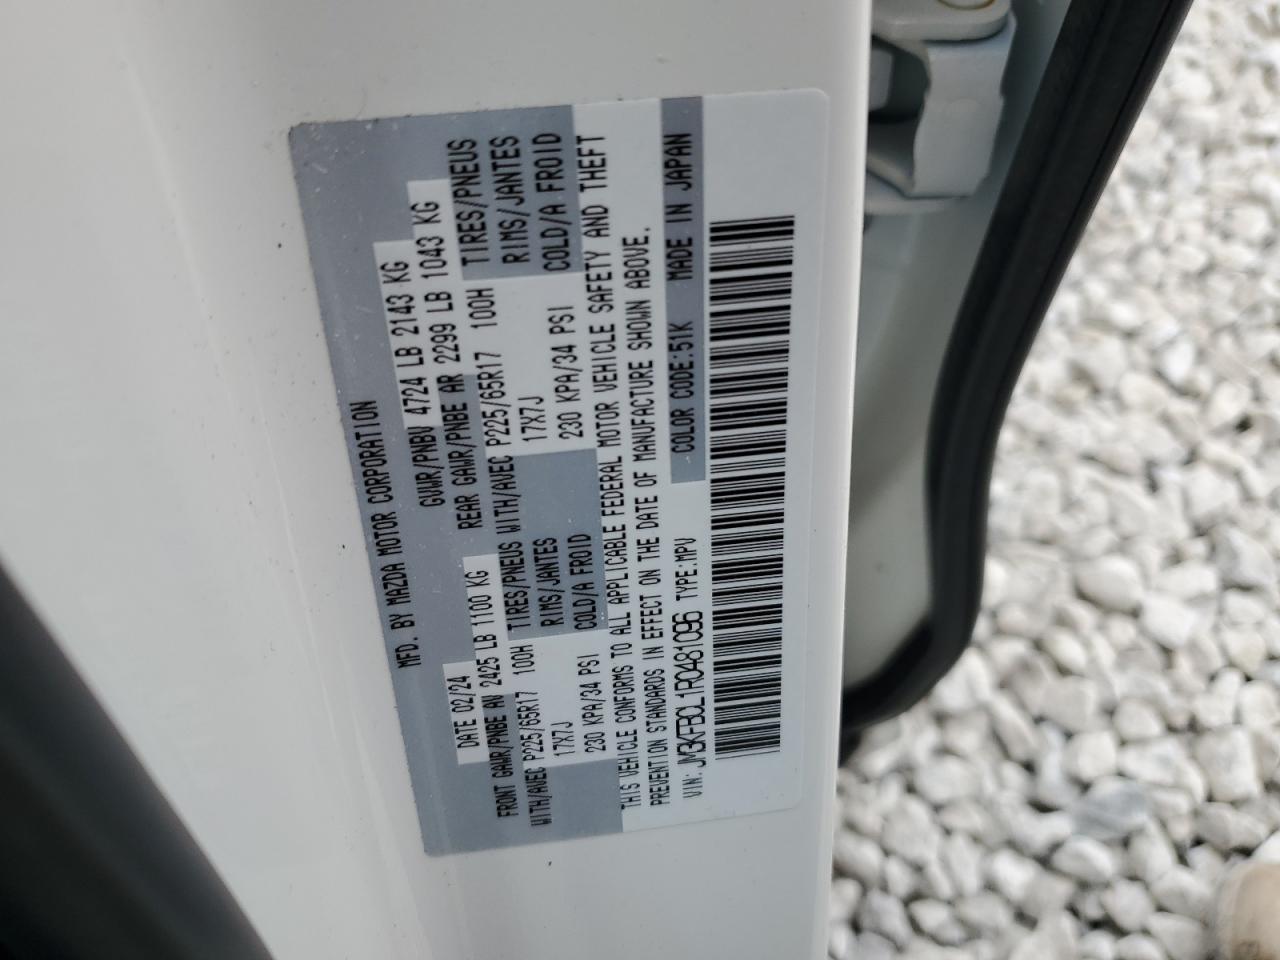 MFD. BY MAZDA MOTOR CORPORATION
DATE 02/24
GVWR/PNBV 4724 LB 2143 KG
FRONT GAWR/PNBE AV 2425 LB 1100 KG
REAR GAWR/PNBE AR 2299 LB 1043 KG
WITH/AVEC P225/65R17 100H TIRES/PNEUS WITH/AVEC P225/65R17 100H TIRES/PNEUS
17X7J RIMS/JANTES 17X7J RIMS/JANTES
230 KPA/34 PSI COLD/A FROID 230 KPA/34 PSI COLD/A FROID
THIS VEHICLE CONFORMS TO ALL APPLICABLE FEDERAL MOTOR VEHICLE SAFETY AND THEFT
PREVENTION STANDARDS IN EFFECT ON THE DATE OF MANUFACTURE SHOWN ABOVE.
VIN: JM3KFBCL1R0481096 TYPE:MPV COLOR CODE:51K MADE IN JAPAN